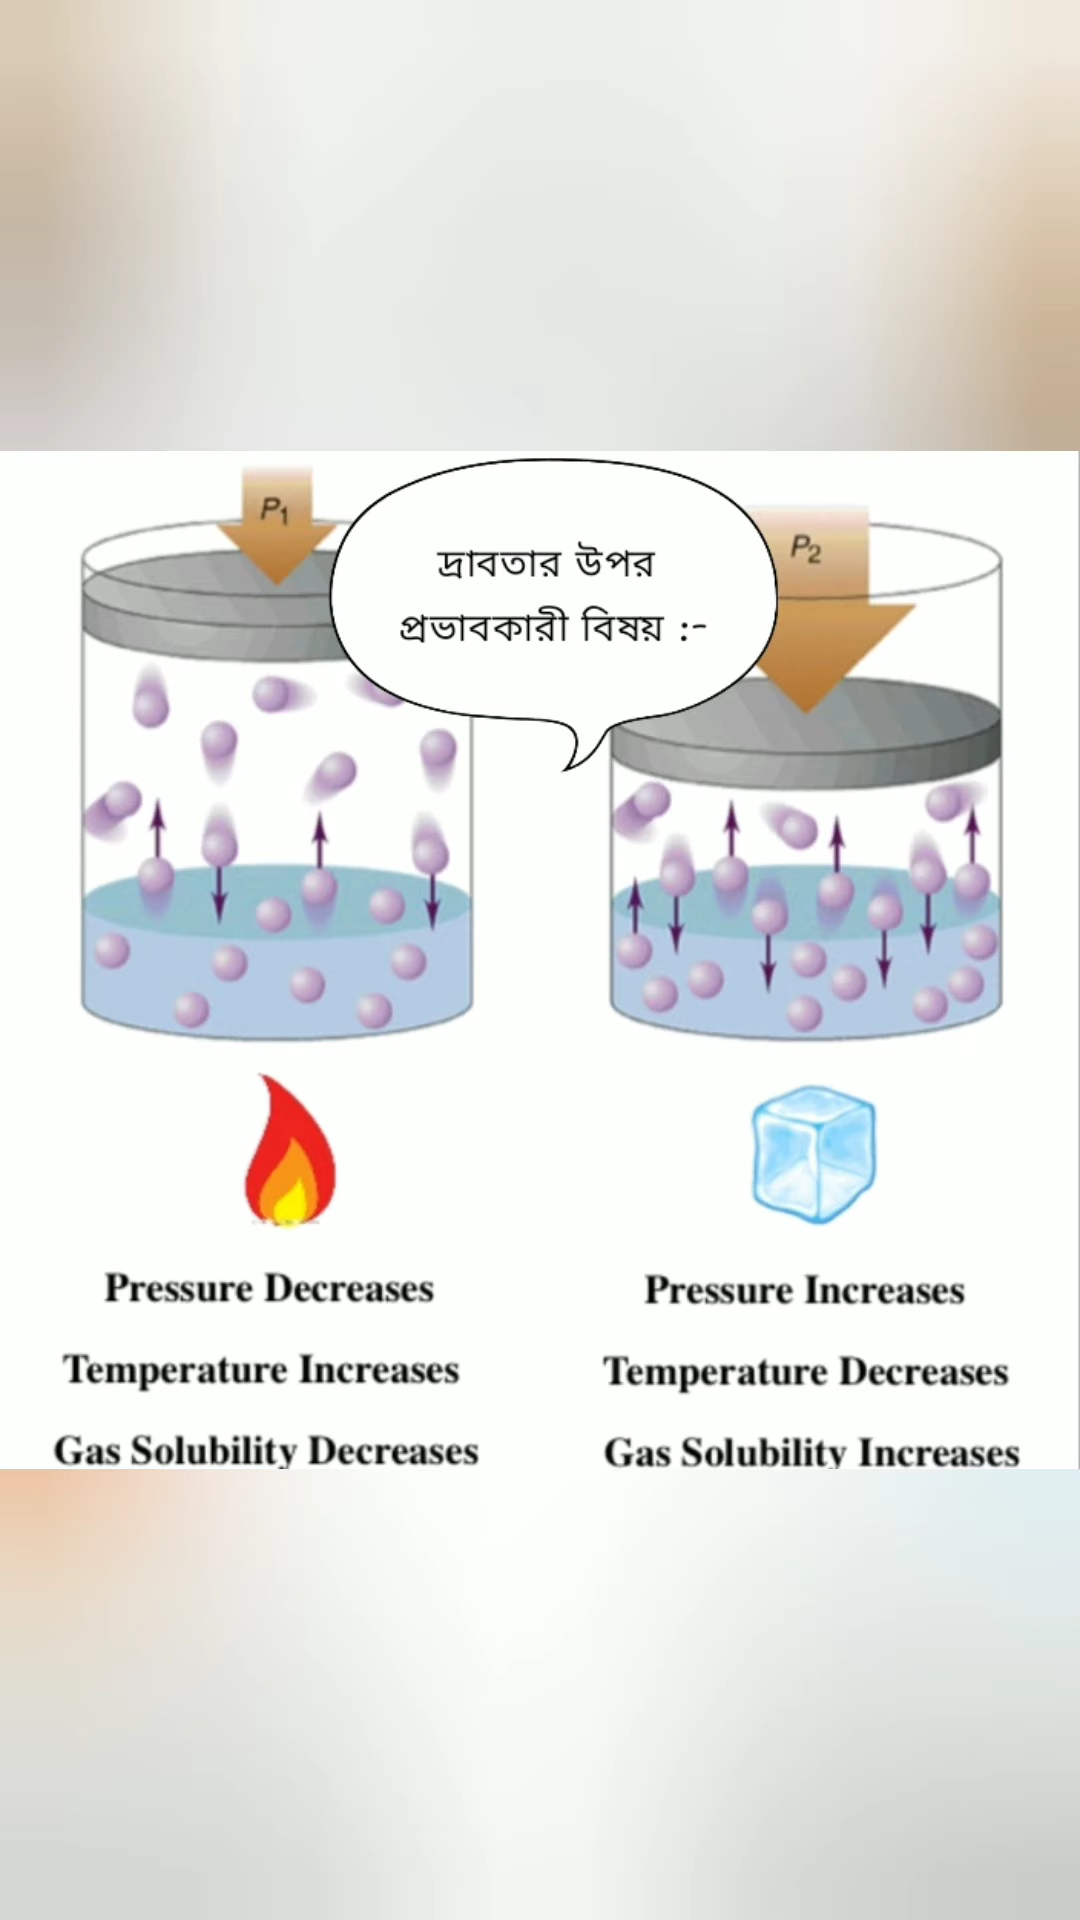 P1
দ্রাবতার উপর
প্রভাবকারী বিষয় :-
P2
Pressure Decreases
Temperature Increases
Gas Solubility Decreases
Pressure Increases
Temperature Decreases
Gas Solubility Increases